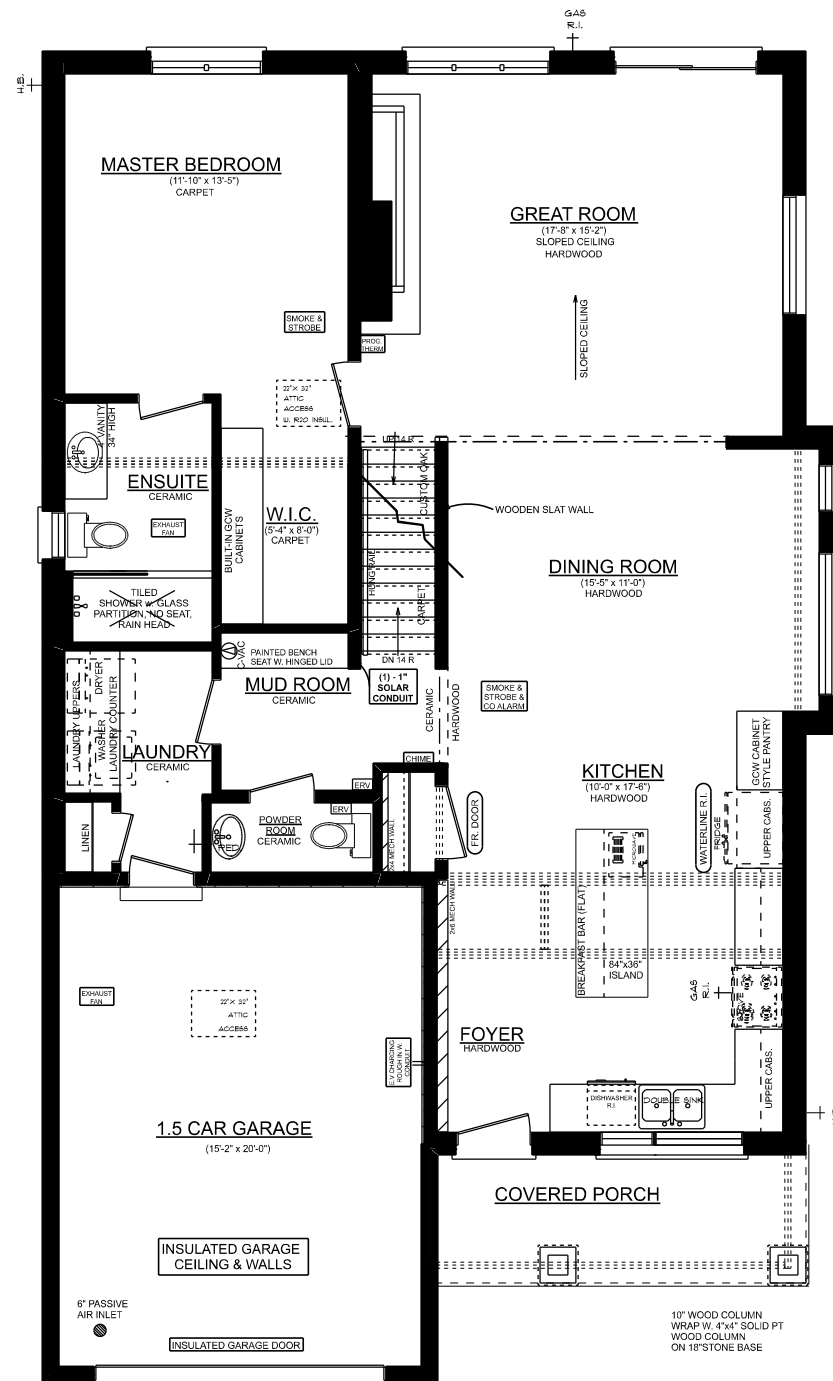 GAS
R.I.
H.B.
MASTER BEDROOM
(11'-10" x 13'-5")
CARPET
GREAT ROOM
(17'-8" x 15'-2")
SLOPED CEILING
HARDWOOD
SLOPED CEILING
SMOKE &
STROBE
PROG.
THERM
22"X 32"
ATTIC
ACCESS
W. R20 INSUL.
VANITY
34" HIGH
UP 14 R
CUSTOM OAK
HUNG RAIL
CARPET
DN 14 R
ENSUITE
CERAMIC
EXHAUST
FAN
BUILT-IN GCW
CABINETS
W.I.C.
(5'-4" x 8'-0")
CARPET
WOODEN SLAT WALL
DINING ROOM
(15'-5" x 11'-0")
HARDWOOD
TILED
SHOWER w. GLASS
PARTITION, NO SEAT,
RAIN HEAD
C-VAC
PAINTED BENCH
SEAT W. HINGED LID
MUD ROOM
CERAMIC
(1) - 1"
SOLAR
CONDUIT
CERAMIC
HARDWOOD
SMOKE &
STROBE &
CO ALARM
LAUNDRY UPPERS
DRYER
WASHER
LAUNDRY COUNTER
LAUNDRY
CERAMIC
CHIME
ERV
KITCHEN
(10'-0" x 17'-6")
HARDWOOD
GCW CABINET
STYLE PANTRY
LINEN
PED.
POWDER
ROOM
CERAMIC
ERV
2x4 MECH WALL
FR. DOOR
WATERLINE R.I.
FRIDGE
UPPER CABS.
MICROWAVE
2x6 MECH WALL
BREAKFAST BAR (FLAT)
84"x36"
ISLAND
GAS
R.I.
STOVE
EXHAUST
FAN
22"X 32"
ATTIC
ACCESS
E.V CHARGING
ROUGH IN W.
CONDUIT
FOYER
HARDWOOD
UPPER CABS.
DISHWASHER
R.I.
DOUBLE SINK
1.5 CAR GARAGE
(15'-2" x 20'-0")
COVERED PORCH
INSULATED GARAGE
CEILING & WALLS
6" PASSIVE
AIR INLET
INSULATED GARAGE DOOR
10" WOOD COLUMN
WRAP W. 4"x4" SOLID PT
WOOD COLUMN
ON 18"STONE BASE